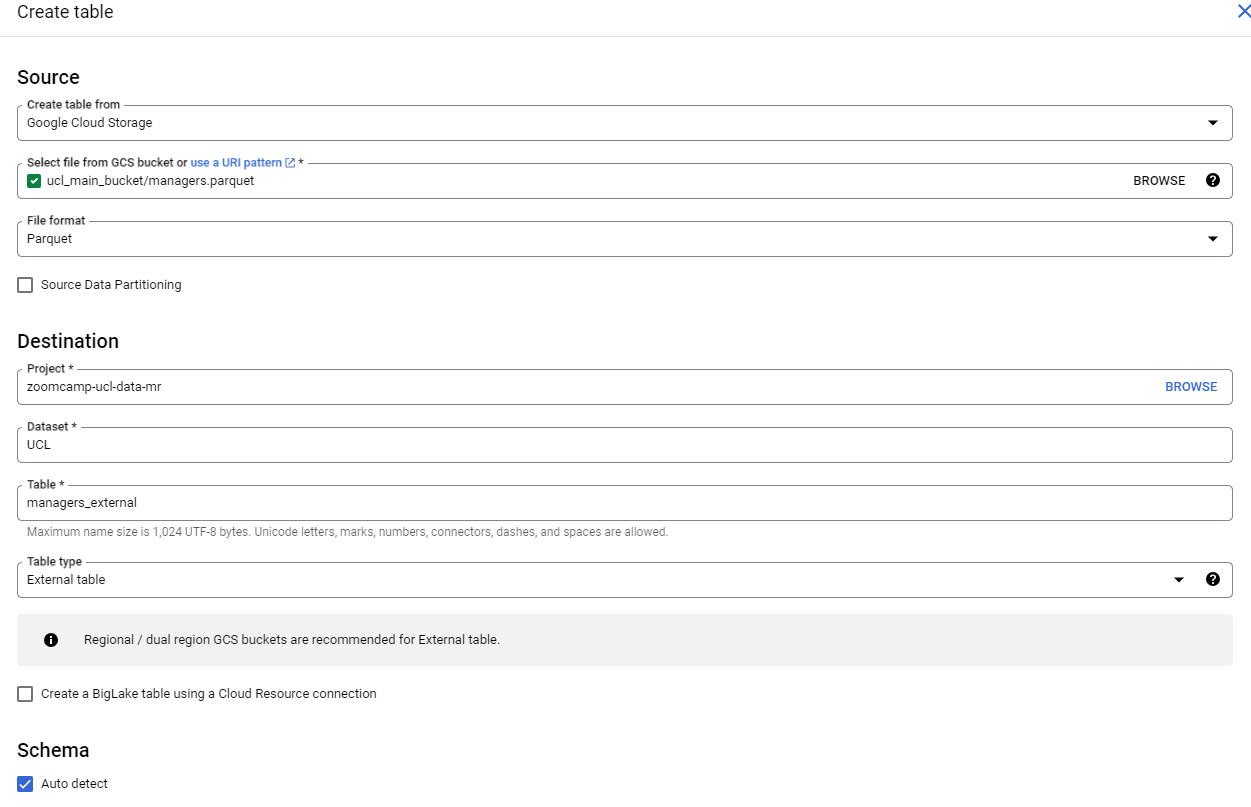 Create table
Source
Create table from
Google Cloud Storage
Select file from GCS bucket or use a URI pattern *
ucl_main_bucket/managers.parquet BROWSE
File format
Parquet
Source Data Partitioning
Destination
Project *
zoomcamp-ucl-data-mr BROWSE
Dataset *
UCL
Table *
managers_external
Maximum name size is 1,024 UTF-8 bytes. Unicode letters, marks, numbers, connectors, dashes, and spaces are allowed.
Table type
External table
Regional / dual region GCS buckets are recommended for External table.
Create a BigLake table using a Cloud Resource connection
Schema
Auto detect